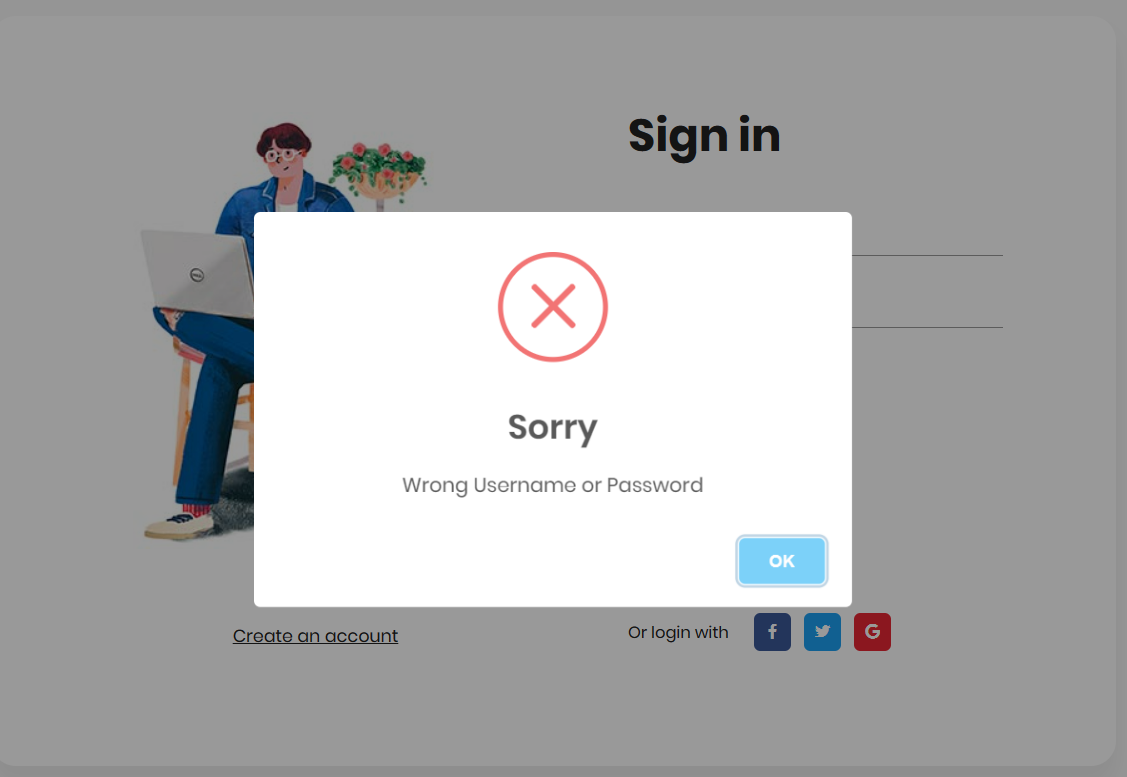 Sign in
Sorry
Wrong Username or Password
OK
Create an account
Or login with